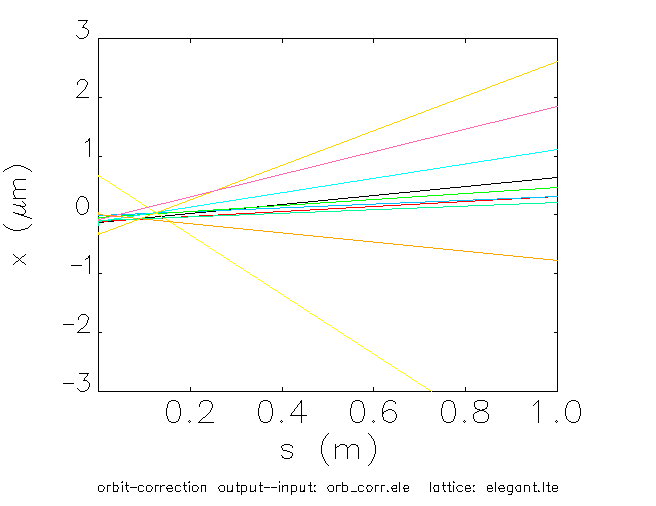 3
2
1
0
−1
−2
−3
x (μm)
0.2 0.4 0.6 0.8 1.0
s (m)
orbit-correction output--input: orb_corr.ele lattice: elegant.lte